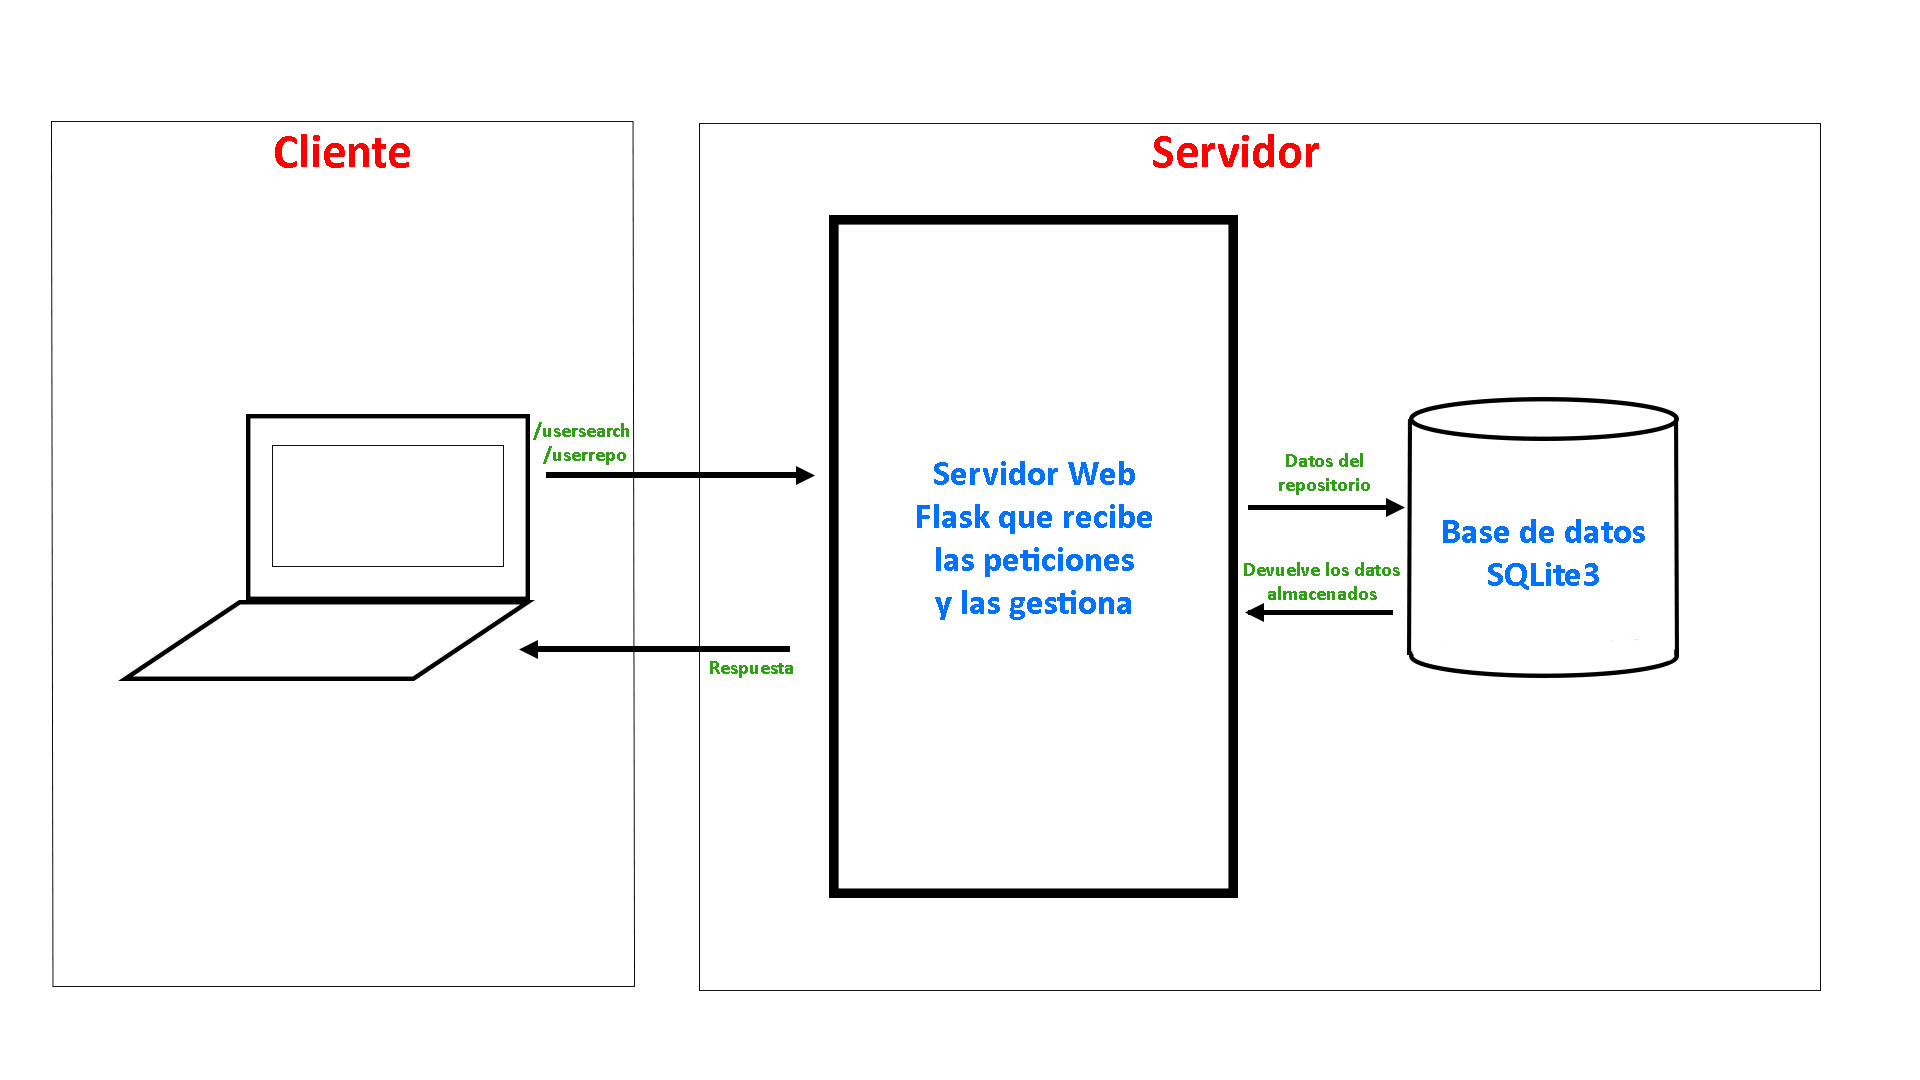 Cliente
Servidor
/usersearch
/userrepo
Respuesta
Servidor Web
Flask que recibe
las peticiones
y las gestiona
Datos del
repositorio
Devuelve los datos
almacenados
Base de datos
SQLite3